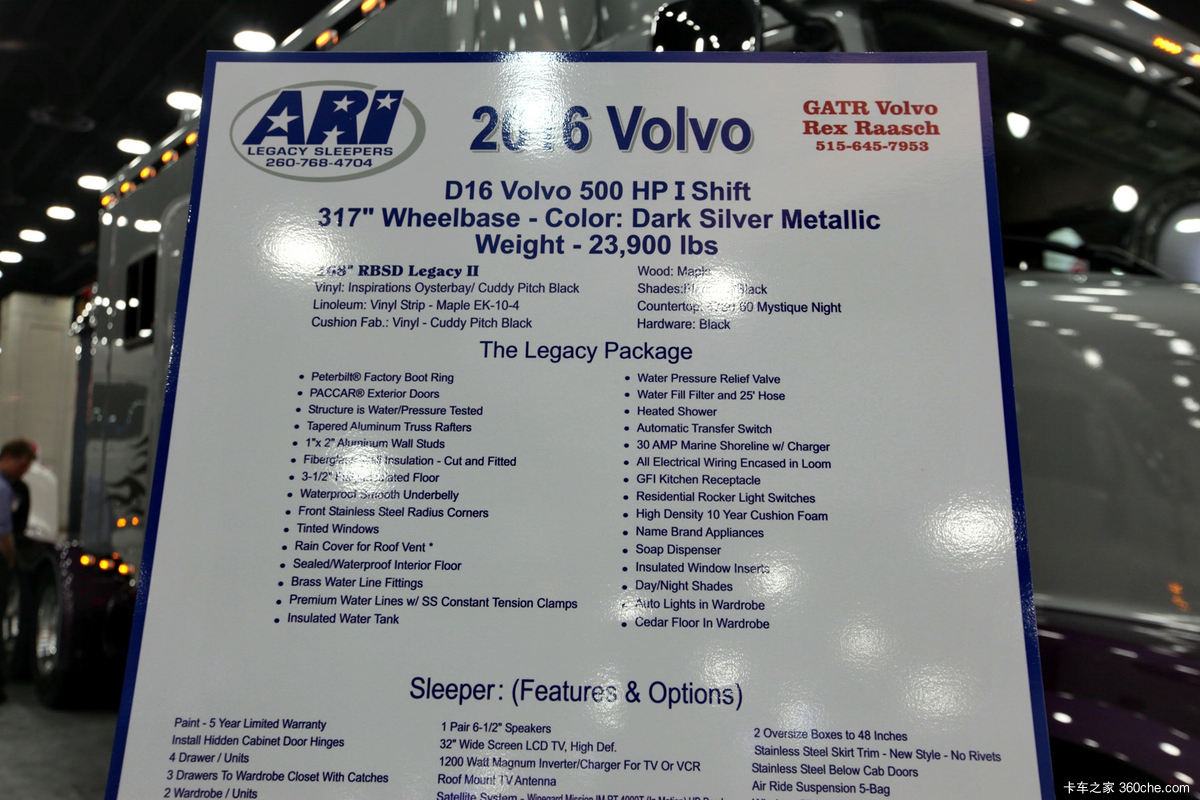 ARI
LEGACY SLEEPERS
260-768-4704
2016 Volvo
GATR Volvo
Rex Raasch
515-645-7953
D16 Volvo 500 HP I Shift
317" Wheelbase - Color: Dark Silver Metallic
Weight - 23,900 lbs
RBSD Legacy II
Vinyl: Inspirations Oysterbay/ Cuddy Pitch Black
Linoleum: Vinyl Strip - Maple EK-10-4
Cushion Fab.: Vinyl - Cuddy Pitch Black
Wood: Maple
Shades: Black
Countertop: 60 Mystique Night
Hardware: Black
The Legacy Package
• Peterbilt® Factory Boot Ring
• PACCAR® Exterior Doors
• Structure is Water/Pressure Tested
• Tapered Aluminum Truss Rafters
• 1"x 2" Aluminum Wall Studs
• Insulation - Cut and Fitted
• 3-1/2" Floor
• Waterproof Smooth Underbelly
• Front Stainless Steel Radius Corners
• Tinted Windows
• Rain Cover for Roof Vent *
• Sealed/Waterproof Interior Floor
• Brass Water Line Fittings
• Premium Water Lines w/ SS Constant Tension Clamps
• Insulated Water Tank
• Water Pressure Relief Valve
• Water Fill Filter and 25' Hose
• Heated Shower
• Automatic Transfer Switch
• 30 AMP Marine Shoreline w/ Charger
• All Electrical Wiring Encased in Loom
• GFI Kitchen Receptacle
• Residential Rocker Light Switches
• High Density 10 Year Cushion Foam
• Name Brand Appliances
• Soap Dispenser
• Insulated Window Inserts
• Day/Night Shades
• Auto Lights in Wardrobe
• Cedar Floor In Wardrobe
Sleeper: (Features & Options)
Paint - 5 Year Limited Warranty
Install Hidden Cabinet Door Hinges
4 Drawer / Units
3 Drawers To Wardrobe Closet With Catches
2 Wardrobe / Units
1 Pair 6-1/2" Speakers
32" Wide Screen LCD TV, High Def.
1200 Watt Magnum Inverter/Charger For TV Or VCR
Roof Mount TV Antenna
Satellite System -
2 Oversize Boxes to 48 Inches
Stainless Steel Skirt Trim - New Style - No Rivets
Stainless Steel Below Cab Doors
Air Ride Suspension 5-Bag
卡车之家 360che.com